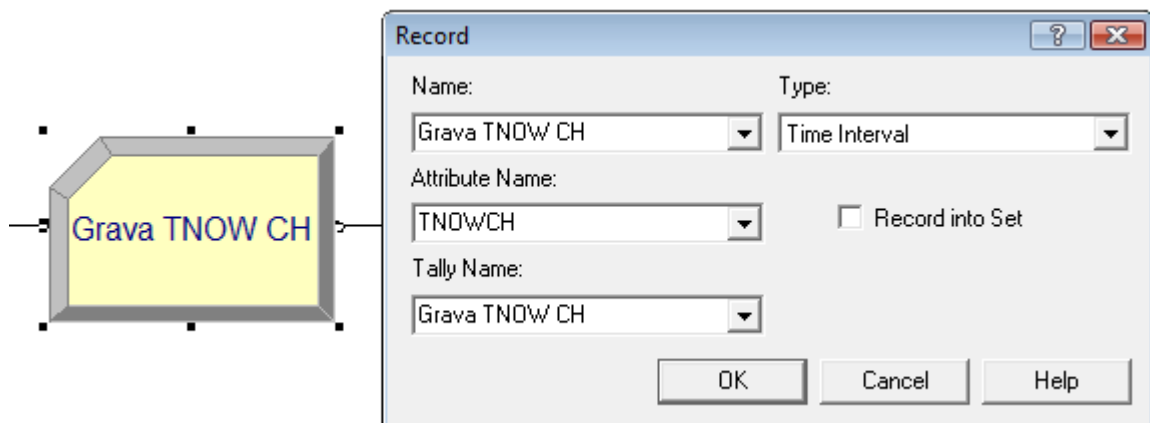 Grava TNOW CH
Record
Name:
Type:
Grava TNOW CH
Time Interval
Attribute Name:
TNOWCH
Record into Set
Tally Name:
Grava TNOW CH
OK
Cancel
Help